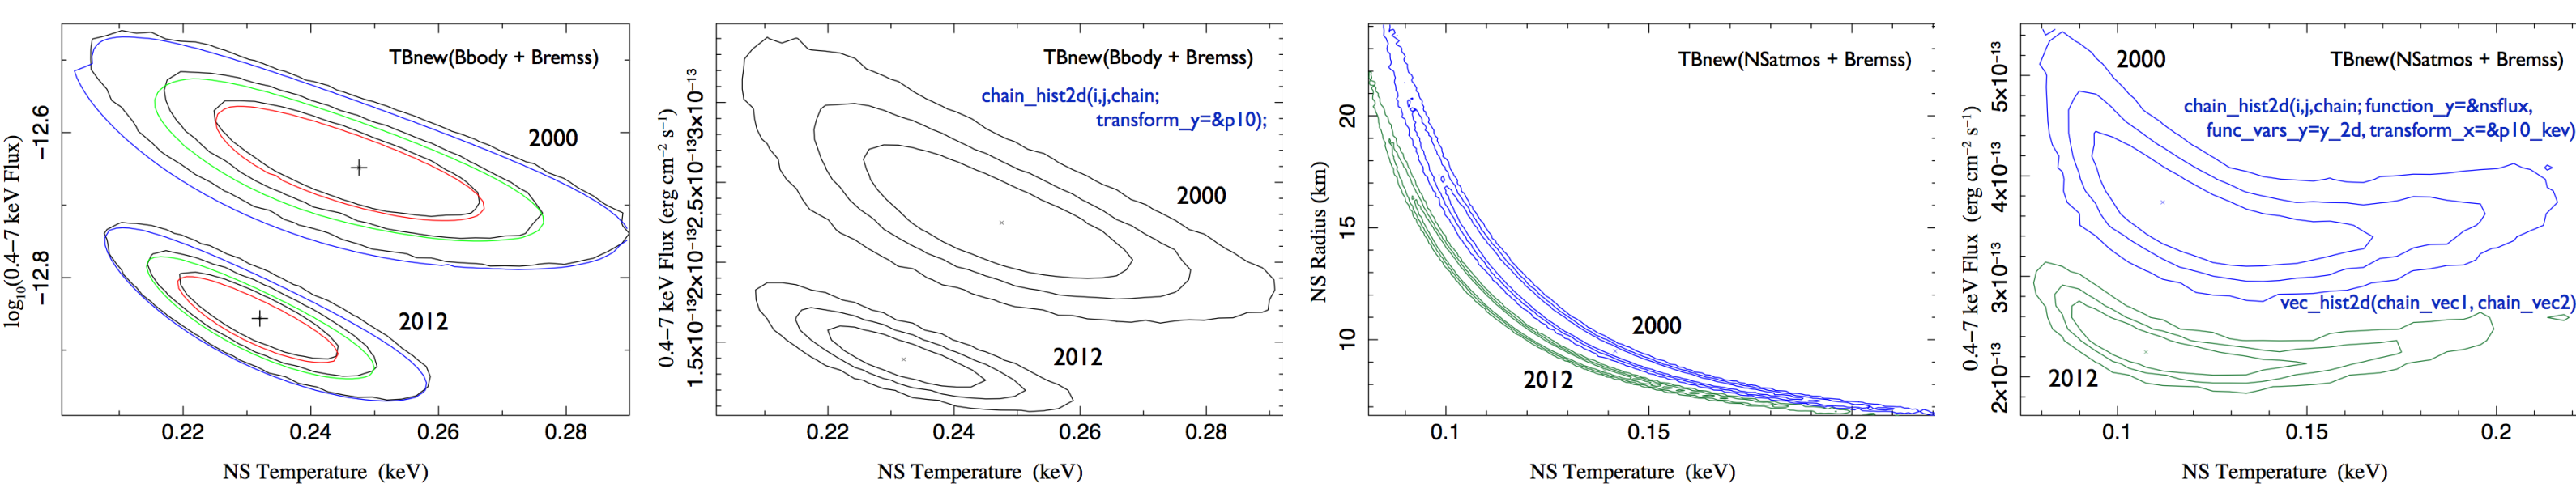 TBnew(Bbody + Bremss)
2000
2012
−12.6
−12.8
log10(0.4−7 keV Flux)
0.22 0.24 0.26 0.28
NS Temperature (keV)
TBnew(Bbody + Bremss)
chain_hist2d(i,j,chain;
transform_y=&p10);
2000
2012
0.4−7 keV Flux (erg cm−2 s−1)
3×10−13
2.5×10−13
2×10−13
1.5×10−13
0.22 0.24 0.26 0.28
NS Temperature (keV)
TBnew(NSatmos + Bremss)
2000
2012
NS Radius (km)
20
15
10
0.1 0.15 0.2
NS Temperature (keV)
TBnew(NSatmos + Bremss)
2000
chain_hist2d(i,j,chain; function_y=&nsflux,
func_vars_y=y_2d, transform_x=&p10_kev)
vec_hist2d(chain_vec1, chain_vec2)
2012
0.4−7 keV Flux (erg cm−2 s−1)
5×10−13
4×10−13
3×10−13
2×10−13
0.1 0.15 0.2
NS Temperature (keV)